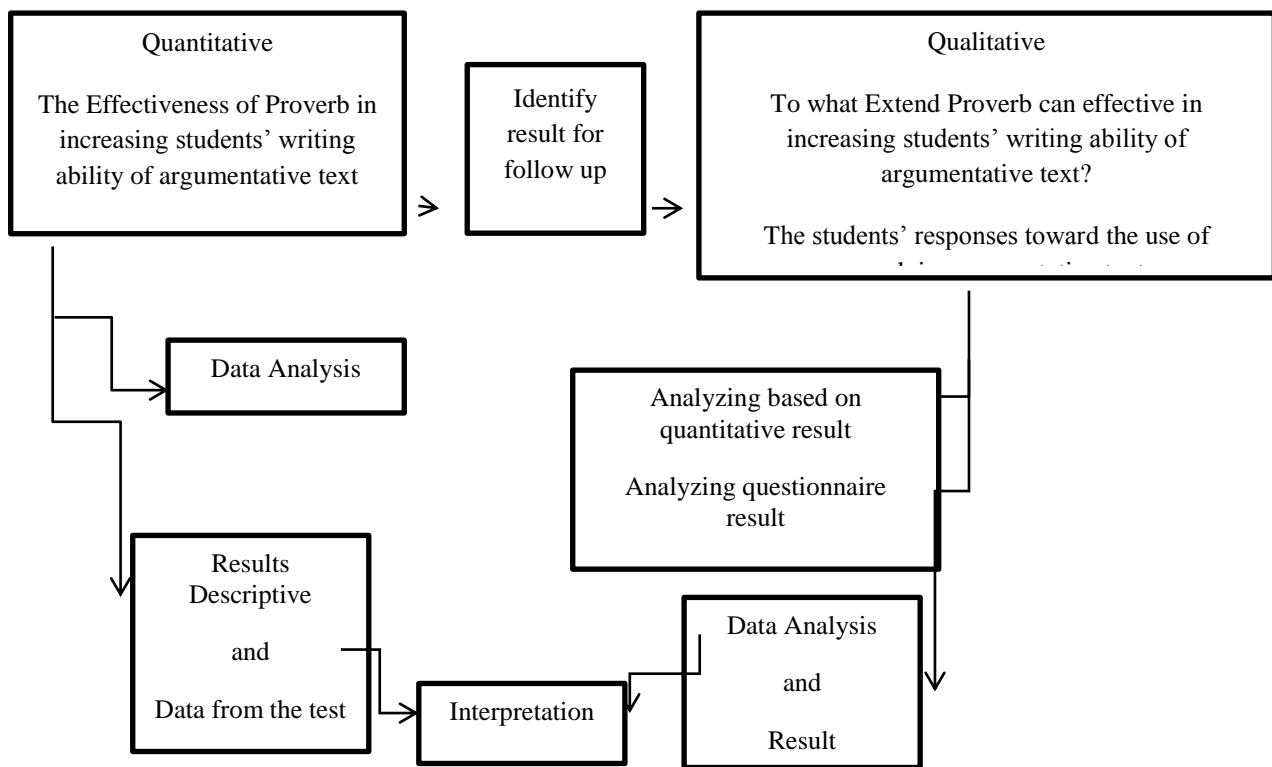 Quantitative
The Effectiveness of Proverb in
increasing students’ writing
ability of argumentative text
Identify
result for
follow up
Qualitative
To what Extend Proverb can effective in
increasing students’ writing ability of
argumentative text?
The students’ responses toward the use of
Data Analysis
Analyzing based on
quantitative result
Analyzing questionnaire
result
Results
Descriptive
and
Data from the test
Interpretation
Data Analysis
and
Result